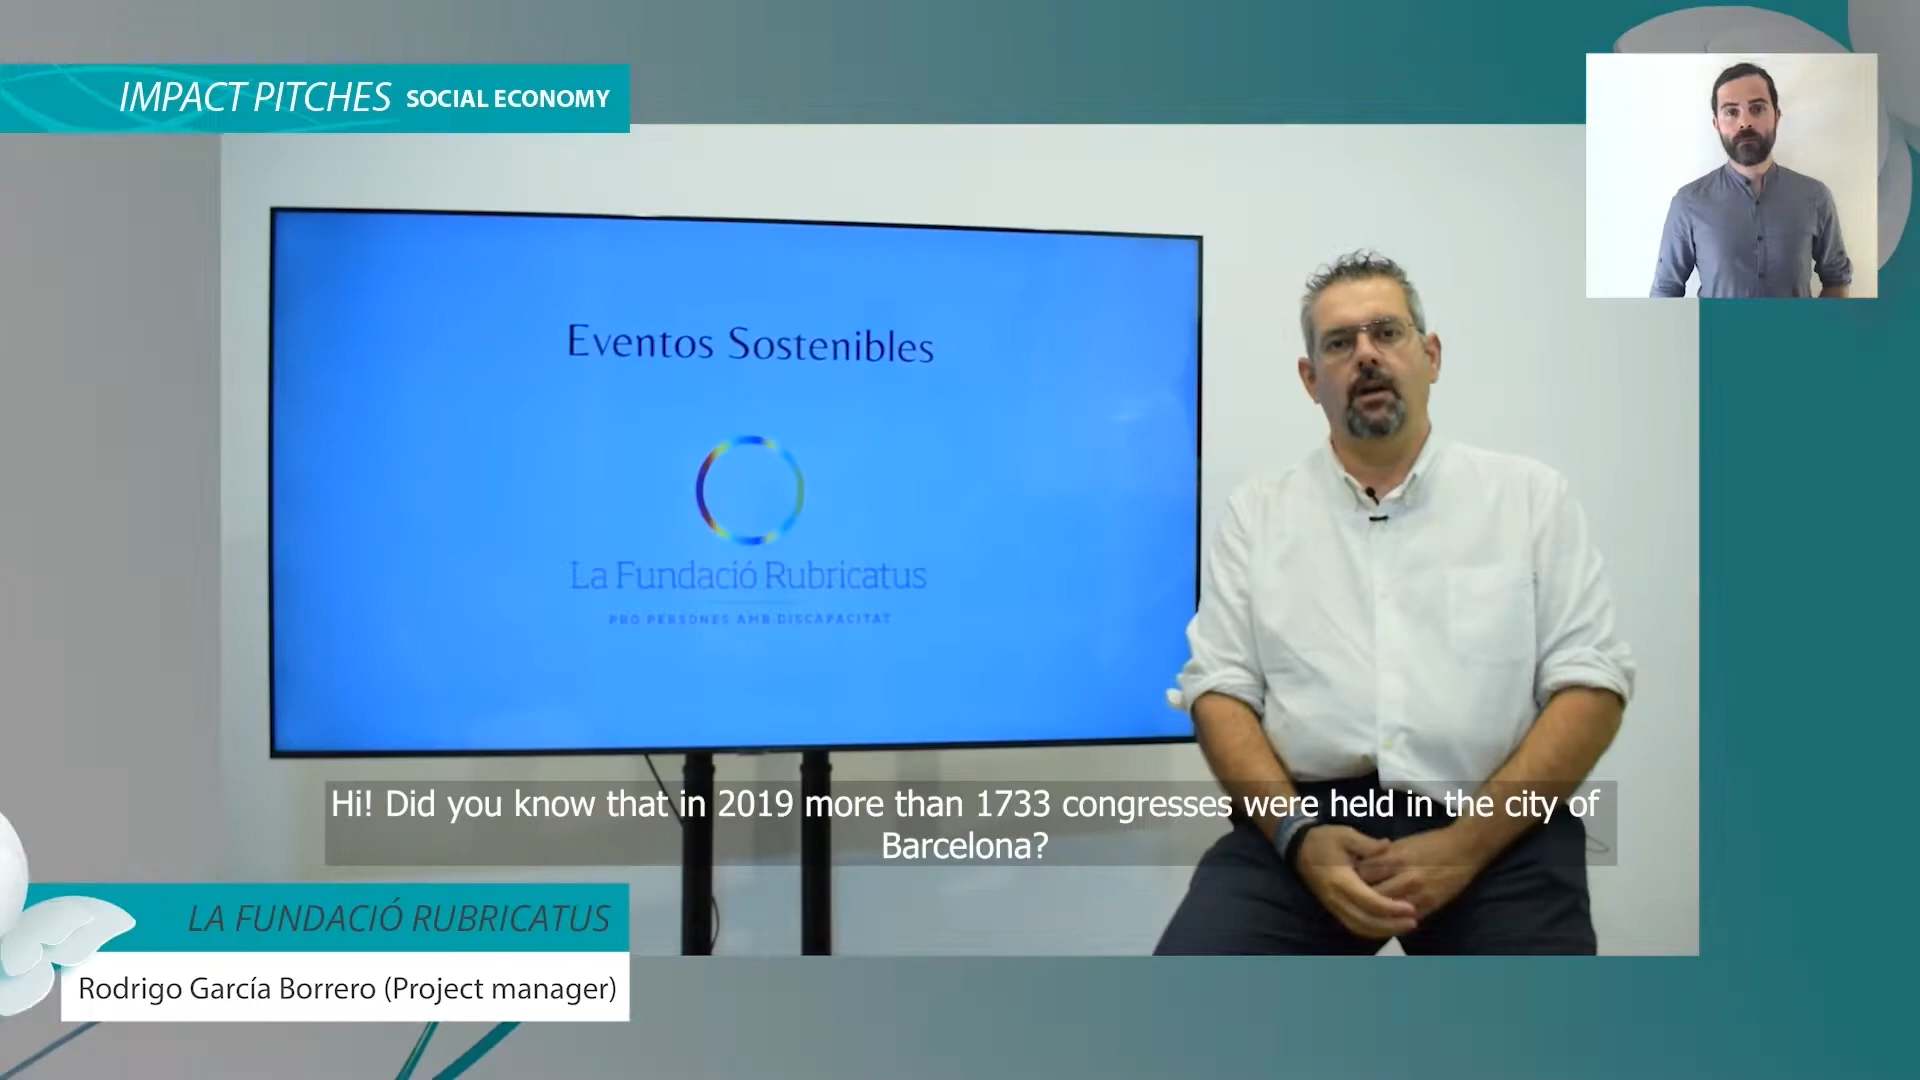 IMPACT PITCHES SOCIAL ECONOMY
Eventos Sostenibles
La Fundació Rubricatus
PRO PERSONES AMB DISCAPACITAT
Hi! Did you know that in 2019 more than 1733 congresses were held in the city of
Barcelona?
LA FUNDACIÓ RUBRICATUS
Rodrigo García Borrero (Project manager)